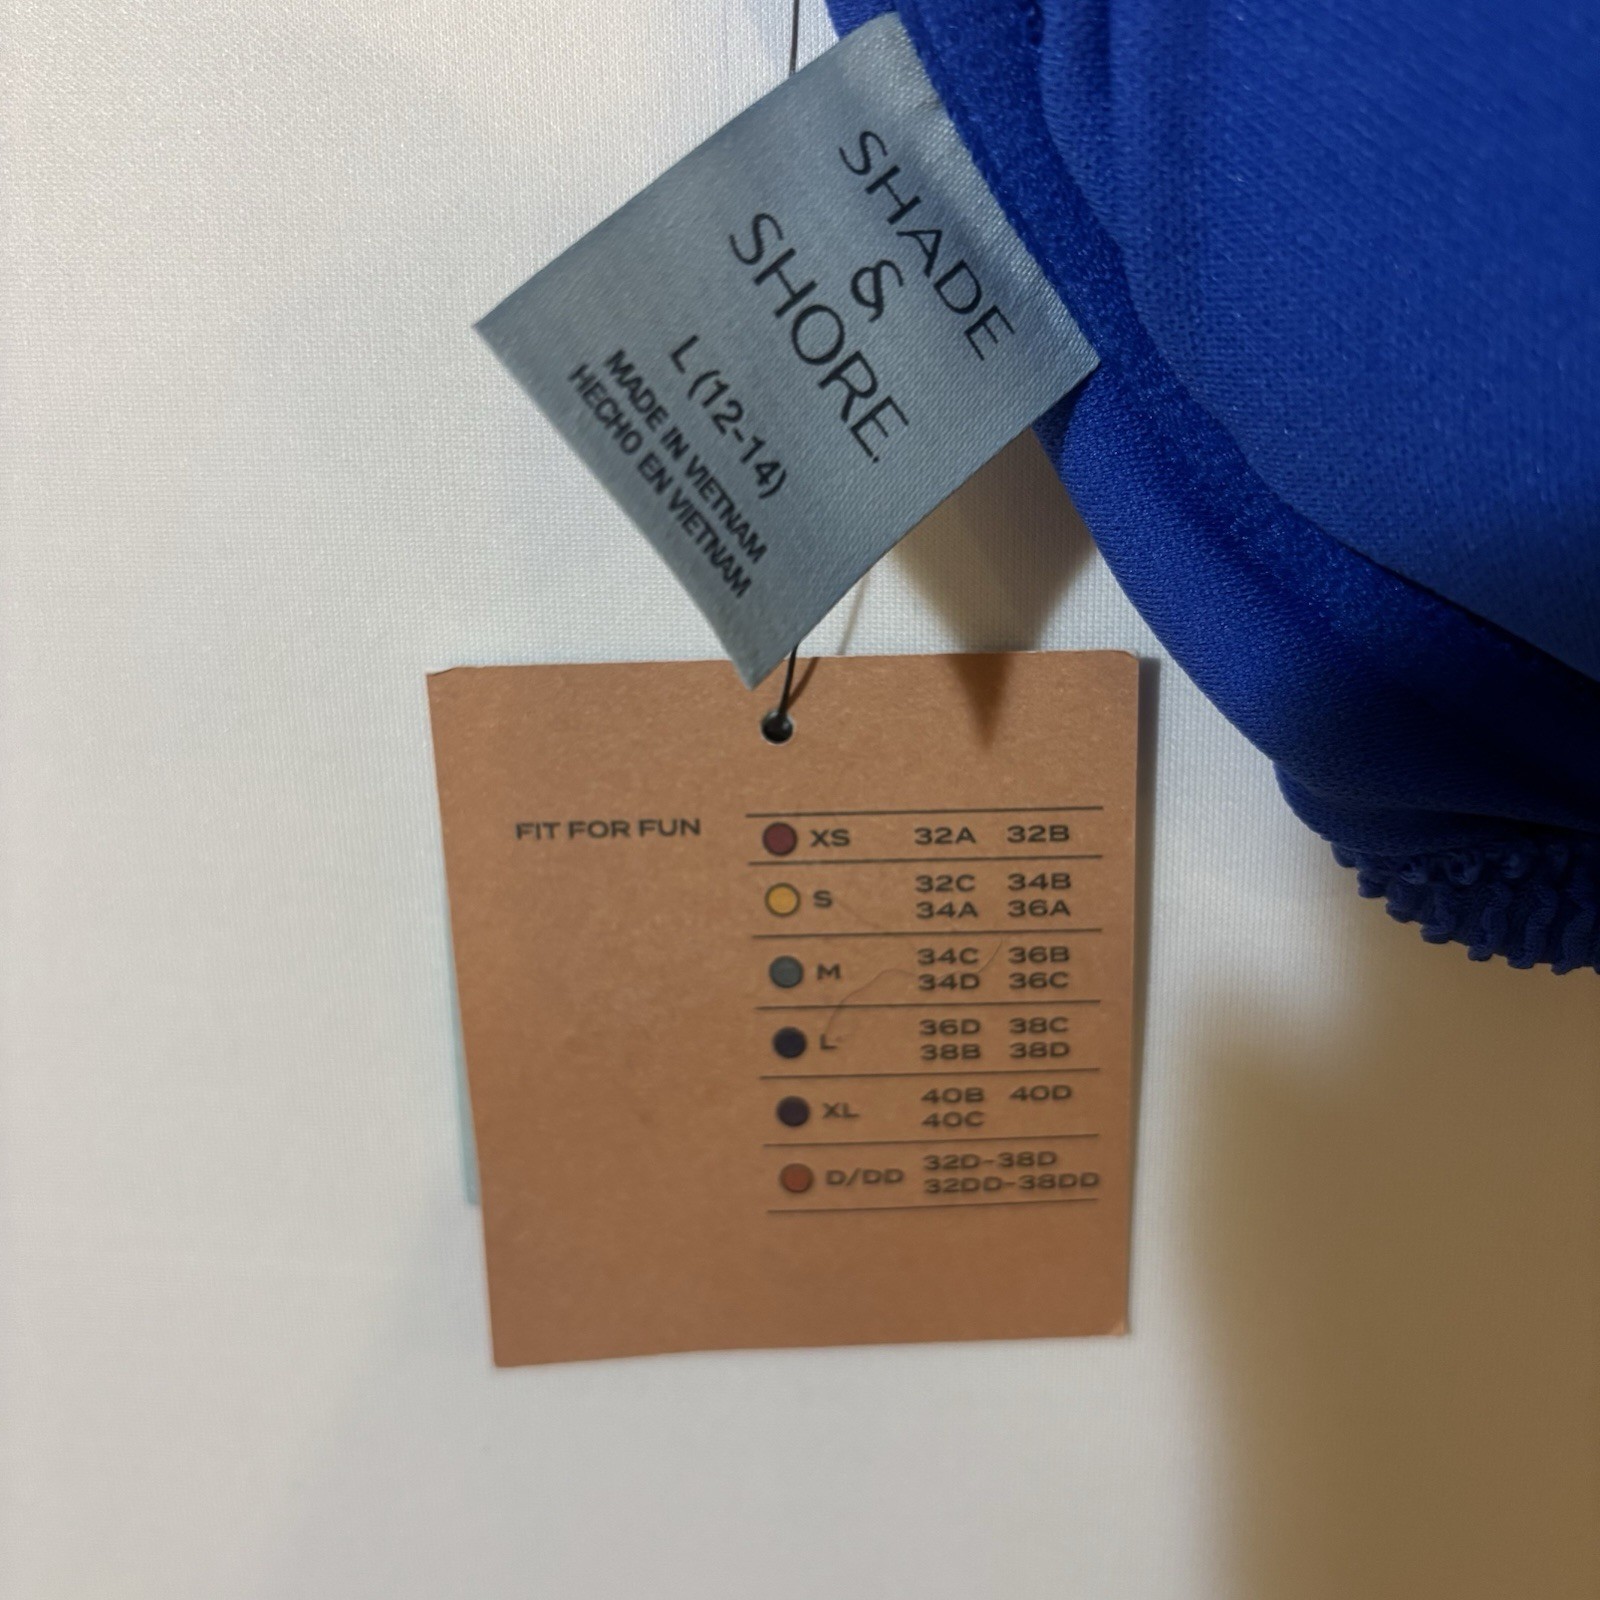 SHADE
&
SHORE.
L (12-14)
MADE IN VIETNAM
HECHO EN VIETNAM
FIT FOR FUN
XS 32A 32B
S 32C 34B
34A 36A
M 34C 36B
34D 36C
L 36D 38C
38B 38D
XL 40B 40D
40C
D/DD 32D-38D
32DD-38DD